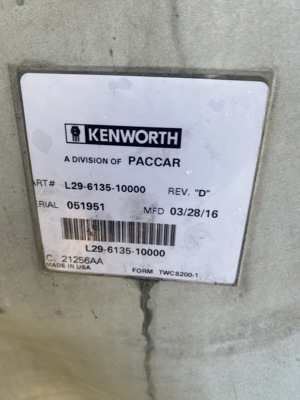 KENWORTH
A DIVISION OF PACCAR
ART# L29-6135-10000 REV. "D"
ERIAL 051951 MFD 03/28/16
L29-6135-10000
C. 21256AA
MADE IN USA FORM TWCS200-1